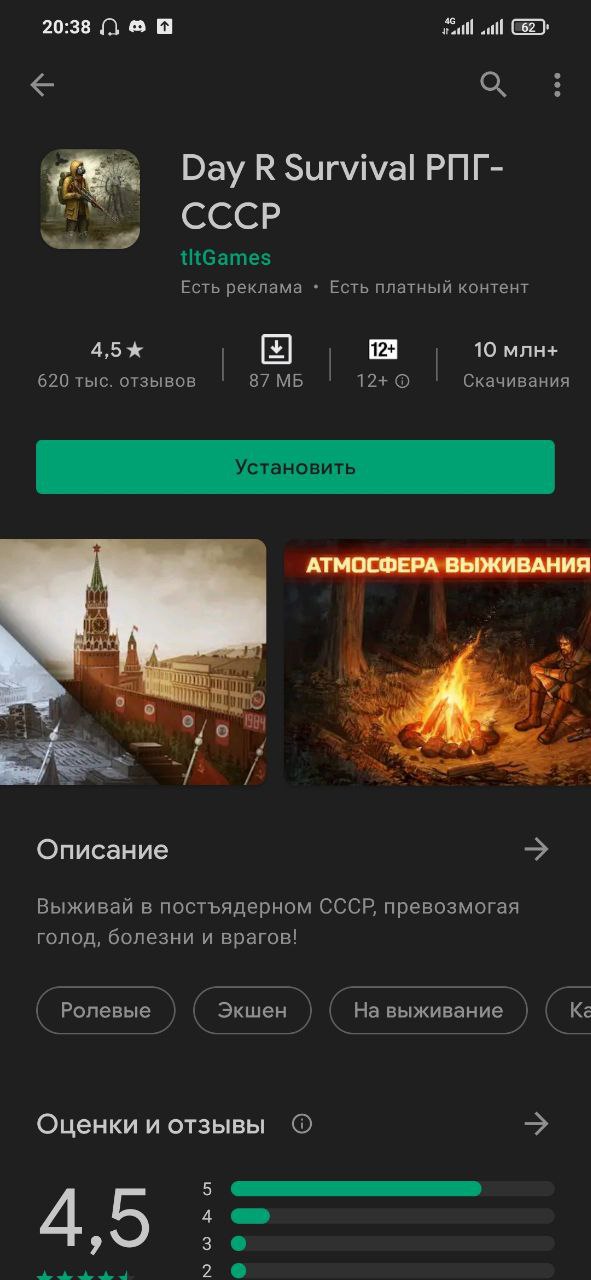 20:38
4G
62
Day R Survival РПГ-
СССР
tltGames
Есть реклама • Есть платный контент
4,5★
620 тыс. отзывов
87 МБ
12+
12+
10 млн+
Скачивания
Установить
1984
АТМОСФЕРА ВЫЖИВАНИЯ
Описание
Выживай в постъядерном СССР, превозмогая
голод, болезни и врагов!
Ролевые
Экшен
На выживание
Ка
Оценки и отзывы
4,5
5
4
3
2